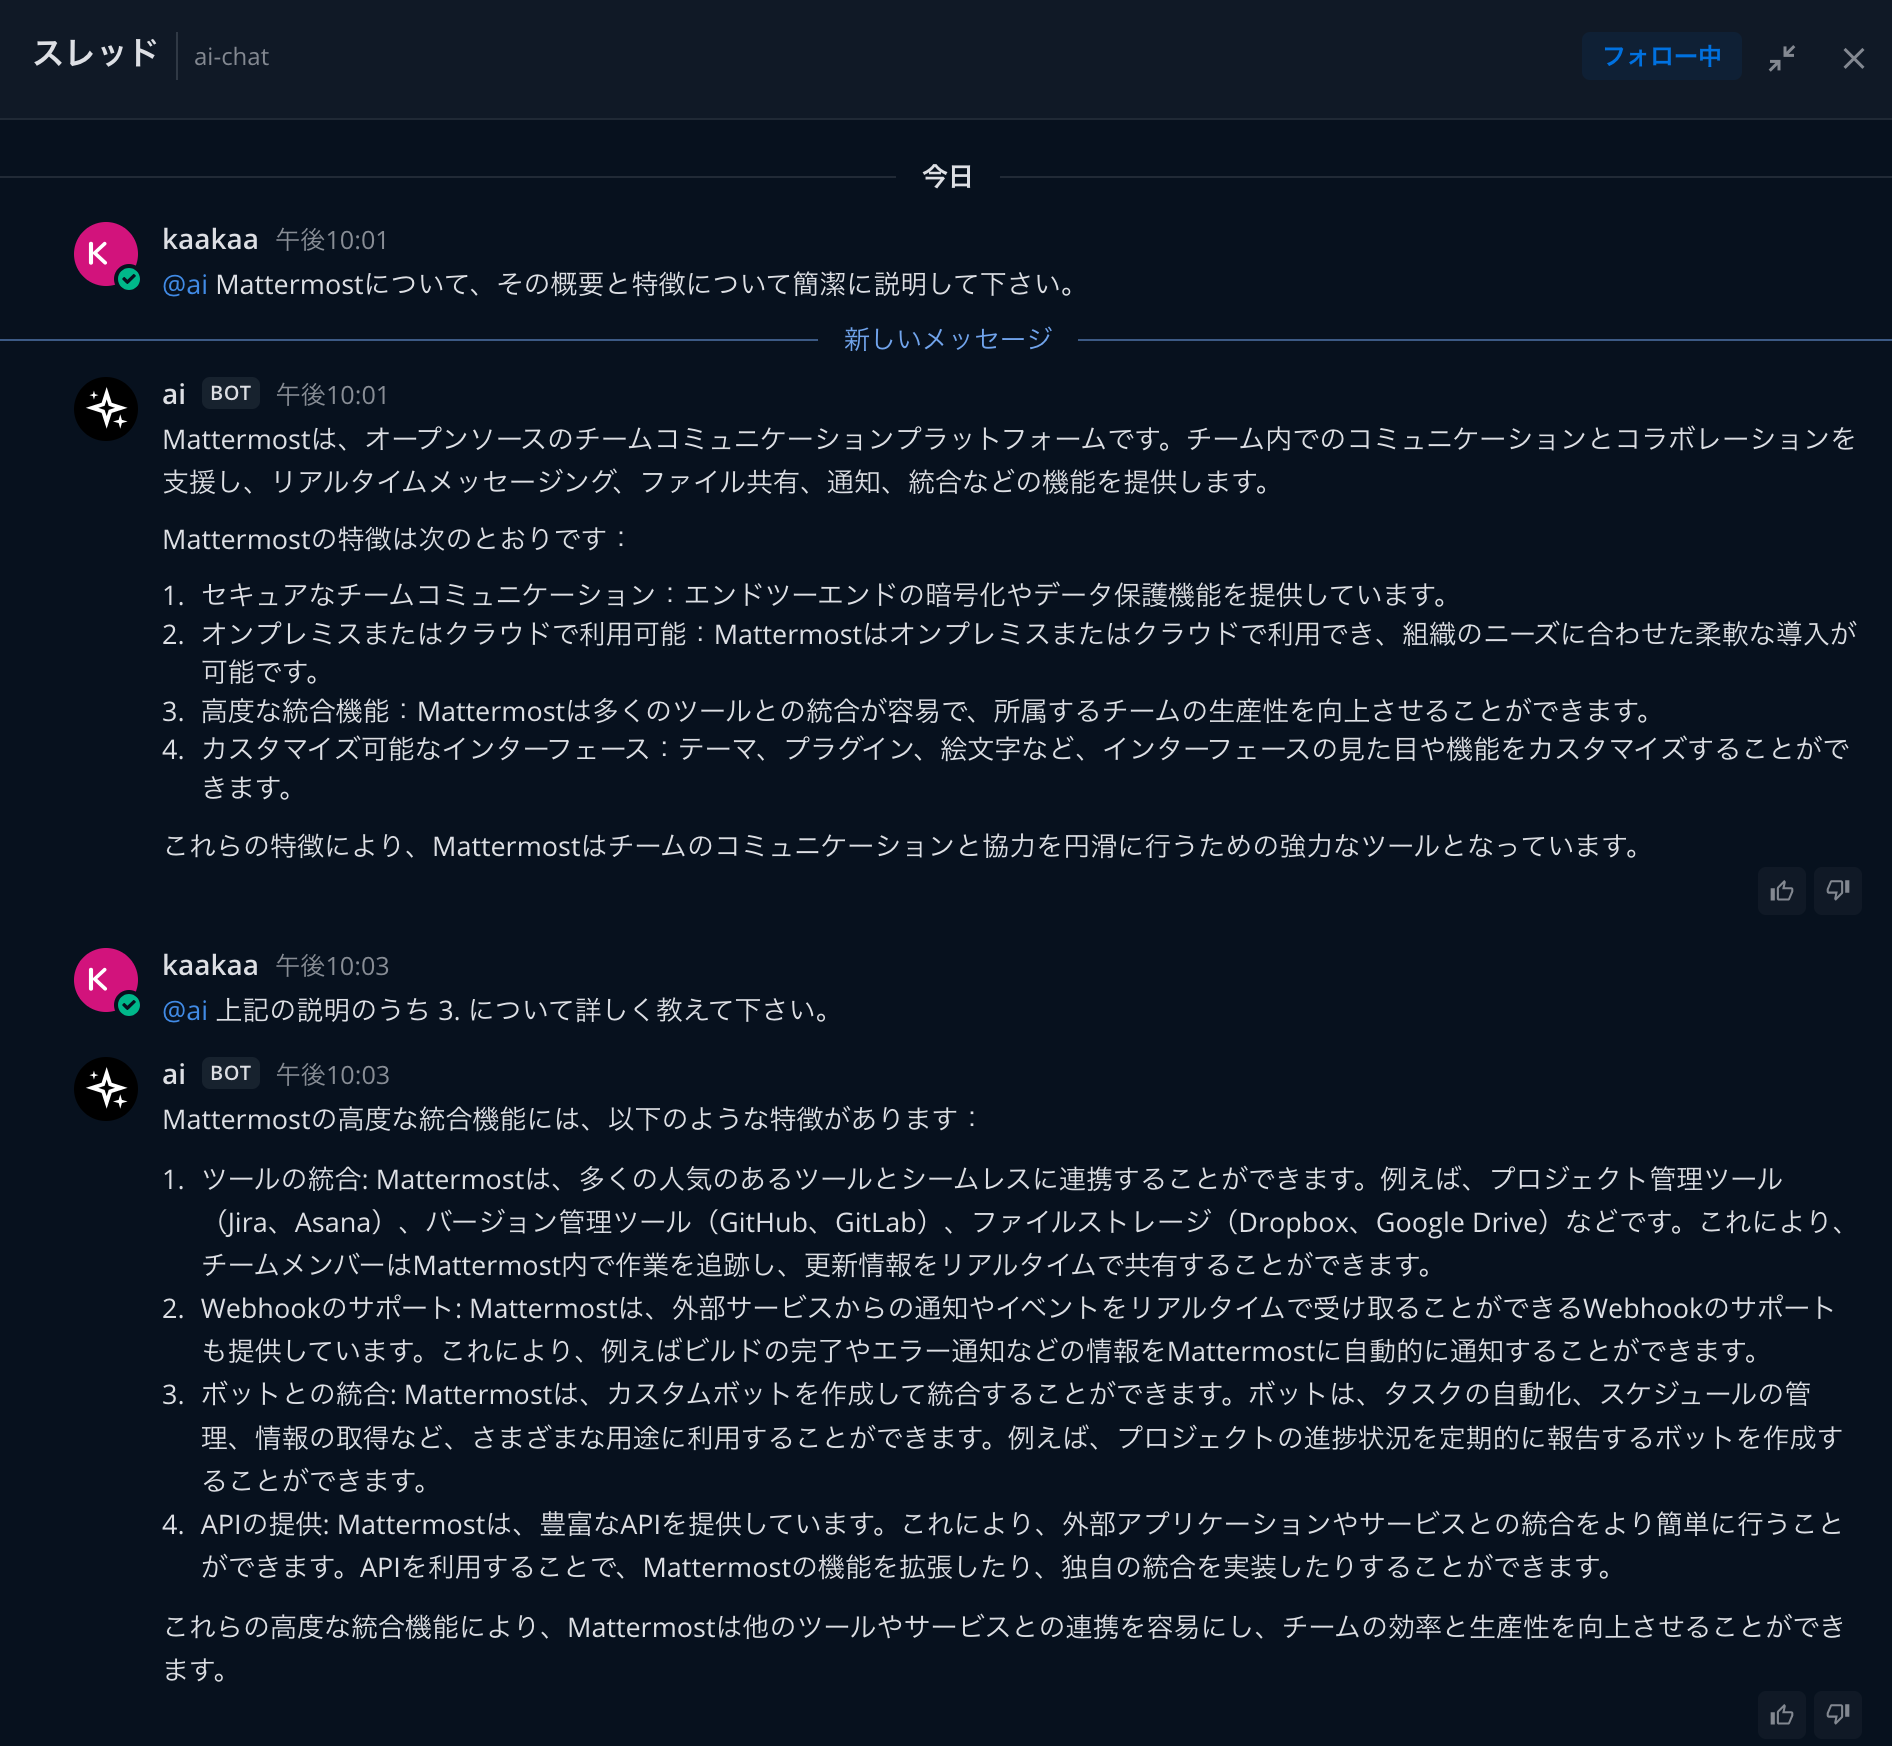 スレッド ai-chat フォロー中
今日
K
kaakaa 午後10:01
@ai Mattermostについて、その概要と特徴について簡潔に説明して下さい。
新しいメッセージ
ai BOT 午後10:01
Mattermostは、オープンソースのチームコミュニケーションプラットフォームです。チーム内でのコミュニケーションとコラボレーションを
支援し、リアルタイムメッセージング、ファイル共有、通知、統合などの機能を提供します。
Mattermostの特徴は次のとおりです：
1. セキュアなチームコミュニケーション：エンドツーエンドの暗号化やデータ保護機能を提供しています。
2. オンプレミスまたはクラウドで利用可能：Mattermostはオンプレミスまたはクラウドで利用でき、組織のニーズに合わせた柔軟な導入が
可能です。
3. 高度な統合機能：Mattermostは多くのツールとの統合が容易で、所属するチームの生産性を向上させることができます。
4. カスタマイズ可能なインターフェース：テーマ、プラグイン、絵文字など、インターフェースの見た目や機能をカスタマイズすることがで
きます。
これらの特徴により、Mattermostはチームのコミュニケーションと協力を円滑に行うための強力なツールとなっています。
K
kaakaa 午後10:03
@ai 上記の説明のうち 3. について詳しく教えて下さい。
ai BOT 午後10:03
Mattermostの高度な統合機能には、以下のような特徴があります：
1. ツールの統合: Mattermostは、多くの人気のあるツールとシームレスに連携することができます。例えば、プロジェクト管理ツール
（Jira、Asana）、バージョン管理ツール（GitHub、GitLab）、ファイルストレージ（Dropbox、Google Drive）などです。これにより、
チームメンバーはMattermost内で作業を追跡し、更新情報をリアルタイムで共有することができます。
2. Webhookのサポート: Mattermostは、外部サービスからの通知やイベントをリアルタイムで受け取ることができるWebhookのサポート
も提供しています。これにより、例えばビルドの完了やエラー通知などの情報をMattermostに自動的に通知することができます。
3. ボットとの統合: Mattermostは、カスタムボットを作成して統合することができます。ボットは、タスクの自動化、スケジュールの管
理、情報の取得など、さまざまな用途に利用することができます。例えば、プロジェクトの進捗状況を定期的に報告するボットを作成す
ることができます。
4. APIの提供: Mattermostは、豊富なAPIを提供しています。これにより、外部アプリケーションやサービスとの統合をより簡単に行うこと
ができます。APIを利用することで、Mattermostの機能を拡張したり、独自の統合を実装したりすることができます。
これらの高度な統合機能により、Mattermostは他のツールやサービスとの連携を容易にし、チームの効率と生産性を向上させることができ
ます。